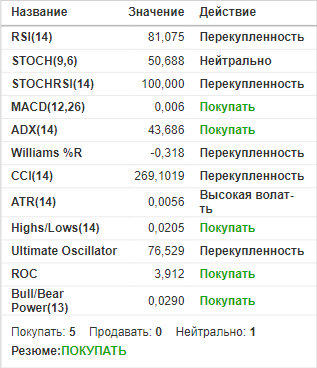 Название Значение Действие
RSI(14) 81,075 Перекупленность
STOCH(9,6) 50,688 Нейтрально
STOCHRSI(14) 100,000 Перекупленность
MACD(12,26) 0,006 Покупать
ADX(14) 43,686 Покупать
Williams %R -0,318 Перекупленность
CCI(14) 269,1019 Перекупленность
ATR(14) 0,0056 Высокая волат-
ть
Highs/Lows(14) 0,0205 Покупать
Ultimate Oscillator 76,529 Перекупленность
ROC 3,912 Покупать
Bull/Bear
Power(13) 0,0290 Покупать
Покупать: 5 Продавать: 0 Нейтрально: 1
Резюме:ПОКУПАТЬ